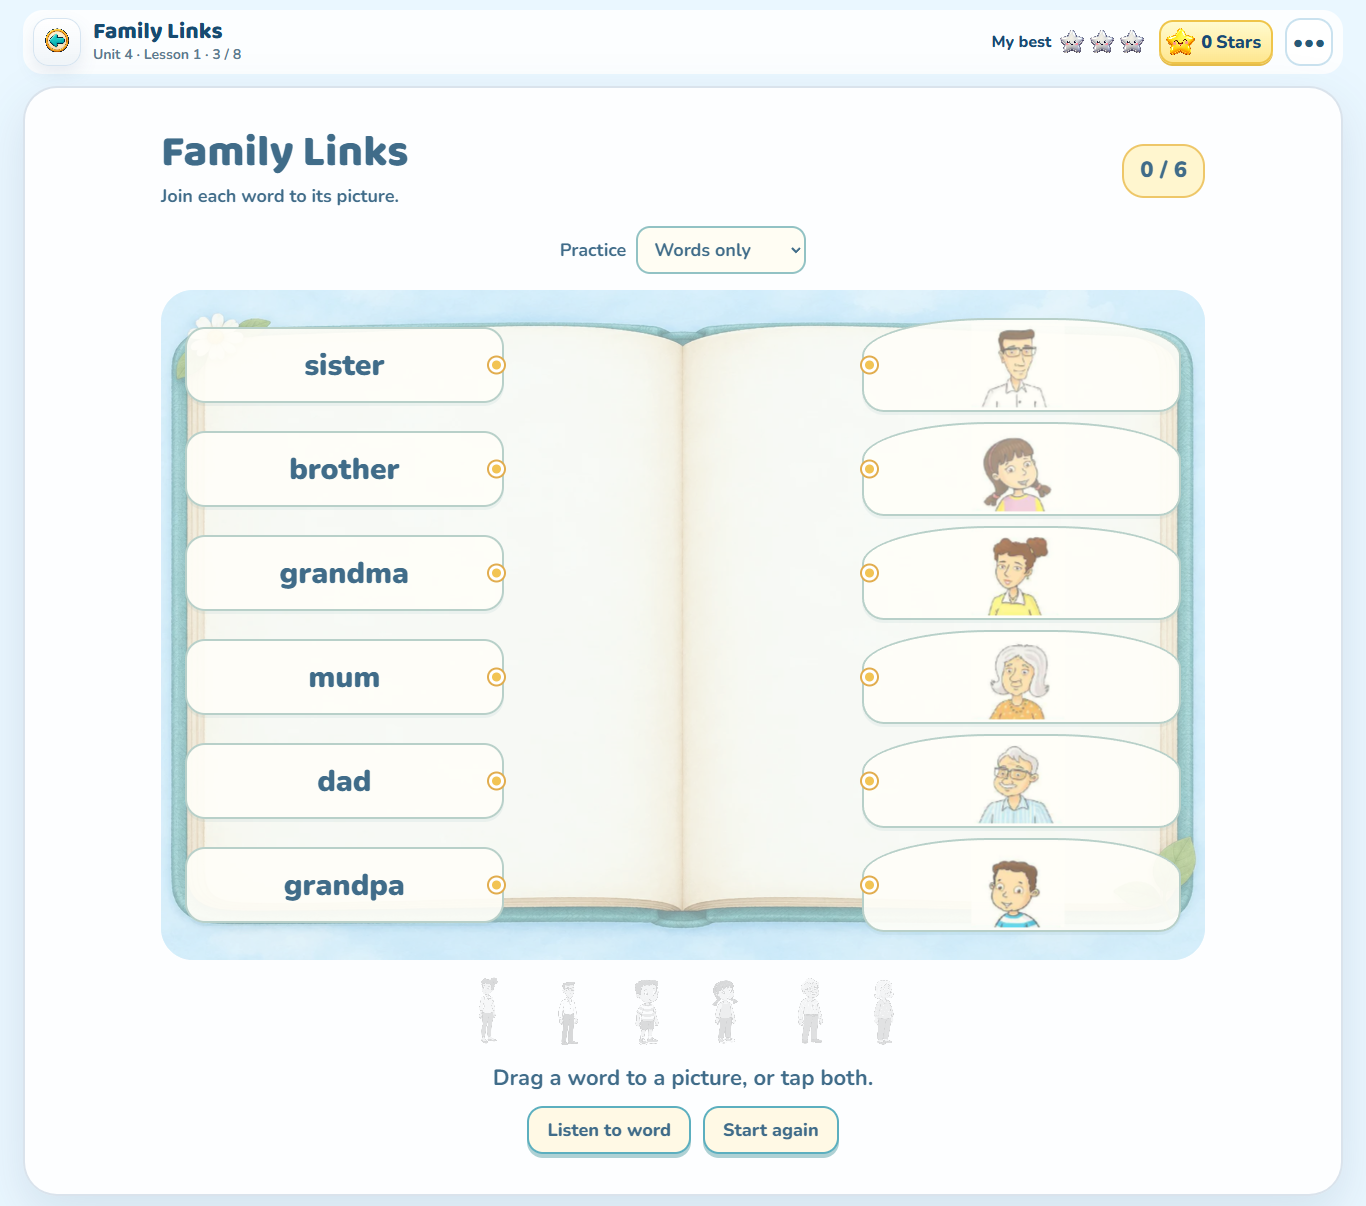 Family Links
Unit 4 · Lesson 1 · 3 / 8
My best
0 Stars
Family Links
Join each word to its picture.
0 / 6
Practice
Words only
sister
brother
grandma
mum
dad
grandpa
Drag a word to a picture, or tap both.
Listen to word
Start again